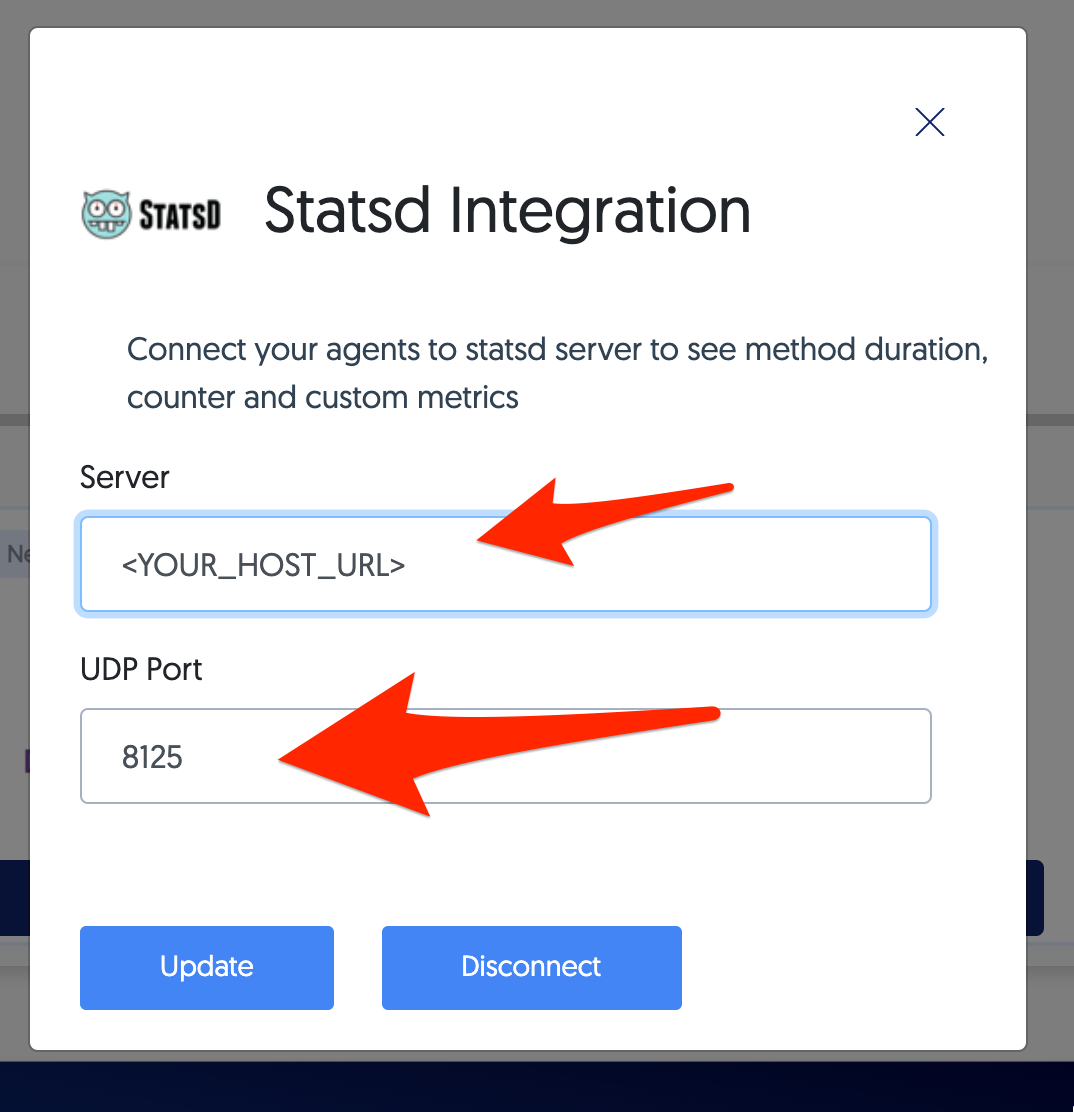 STATSD
Statsd Integration
Connect your agents to statsd server to see method duration,
counter and custom metrics
Server
<YOUR_HOST_URL>
UDP Port
8125
Update
Disconnect